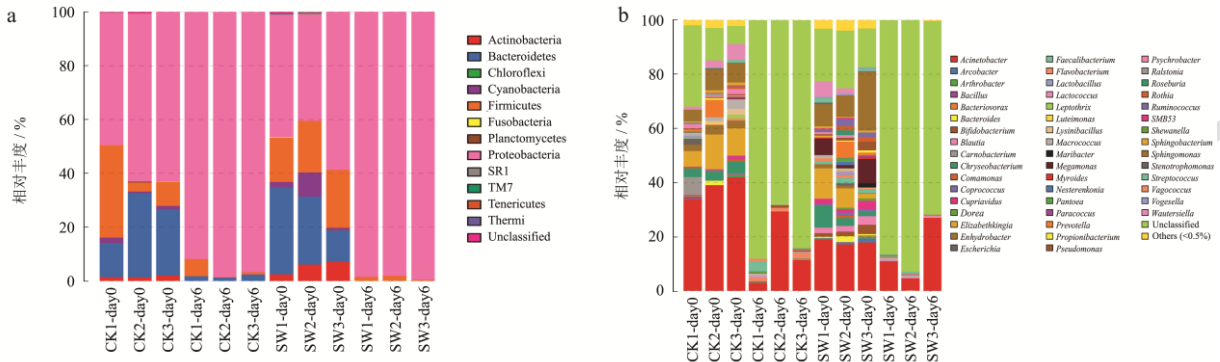 a
相对丰度 / %
100
80
60
40
20
0
CK1-day0
CK2-day0
CK3-day0
CK1-day6
CK2-day6
CK3-day6
SW1-day0
SW2-day0
SW3-day0
SW1-day6
SW2-day6
SW3-day6
Actinobacteria
Bacteroidetes
Chloroflexi
Cyanobacteria
Firmicutes
Fusobacteria
Planctomycetes
Proteobacteria
SR1
TM7
Tenericutes
Thermi
Unclassified
b
相对丰度 / %
100
80
60
40
20
0
CK1-day0
CK2-day0
CK3-day0
CK1-day6
CK2-day6
CK3-day6
SW1-day0
SW2-day0
SW3-day0
SW1-day6
SW2-day6
SW3-day6
Acinetobacter
Arcobacter
Arthrobacter
Bacillus
Bacteriovorax
Bacteroides
Bifidobacterium
Blautia
Carnobacterium
Chryseobacterium
Comamonas
Coprococcus
Cupriavidus
Dorea
Elizabethkingia
Enhydrobacter
Escherichia
Faecalibacterium
Flavobacterium
Lactobacillus
Lactococcus
Leptothrix
Luteimonas
Lysinibacillus
Macrococcus
Maribacter
Megamonas
Myroides
Nesterenkonia
Pantoea
Paracoccus
Prevotella
Propionibacterium
Pseudomonas
Psychrobacter
Ralstonia
Roseburia
Rothia
Ruminococcus
SMB53
Shewanella
Sphingobacterium
Sphingomonas
Stenotrophomonas
Streptococcus
Vagococcus
Vogesella
Wautersiella
Unclassified
Others (<0.5%)